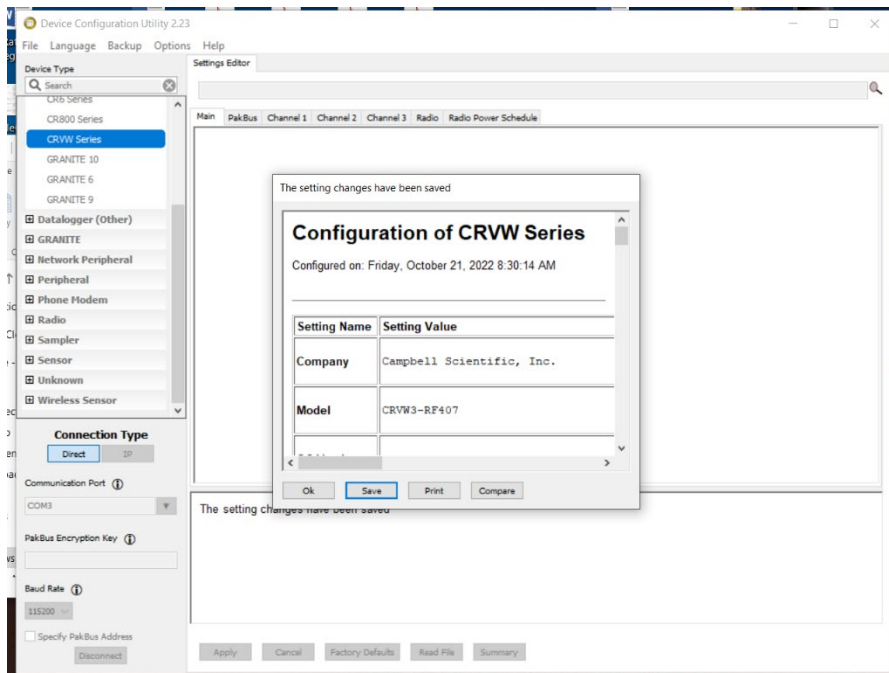 Device Configuration Utility 2.23
File Language Backup Options Help
Device Type
Search
CR6 Series
CR800 Series
CRVW Series
GRANITE 10
GRANITE 6
GRANITE 9
Datalogger (Other)
GRANITE
Network Peripheral
Peripheral
Phone Modem
Radio
Sampler
Sensor
Unknown
Wireless Sensor
Connection Type
Direct IP
Communication Port
COM3
PakBus Encryption Key
Baud Rate
115200
Specify PakBus Address
Disconnect
Settings Editor
Main PakBus Channel 1 Channel 2 Channel 3 Radio Radio Power Schedule
The setting changes have been saved
Configuration of CRVW Series
Configured on: Friday, October 21, 2022 8:30:14 AM
Setting Name Setting Value
Company Campbell Scientific, Inc.
Model CRVW3-RF407
Ok Save Print Compare
The setting changes have been saved
Apply Cancel Factory Defaults Read File Summary